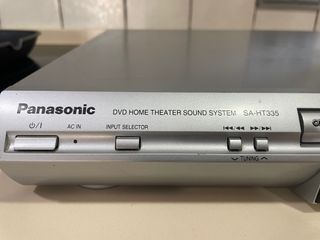 Panasonic DVD HOME THEATER SOUND SYSTEM SA-HT335
⏻/I AC IN INPUT SELECTOR ⏮/◀◀ ▶▶/⏭
∨ TUNING ∧